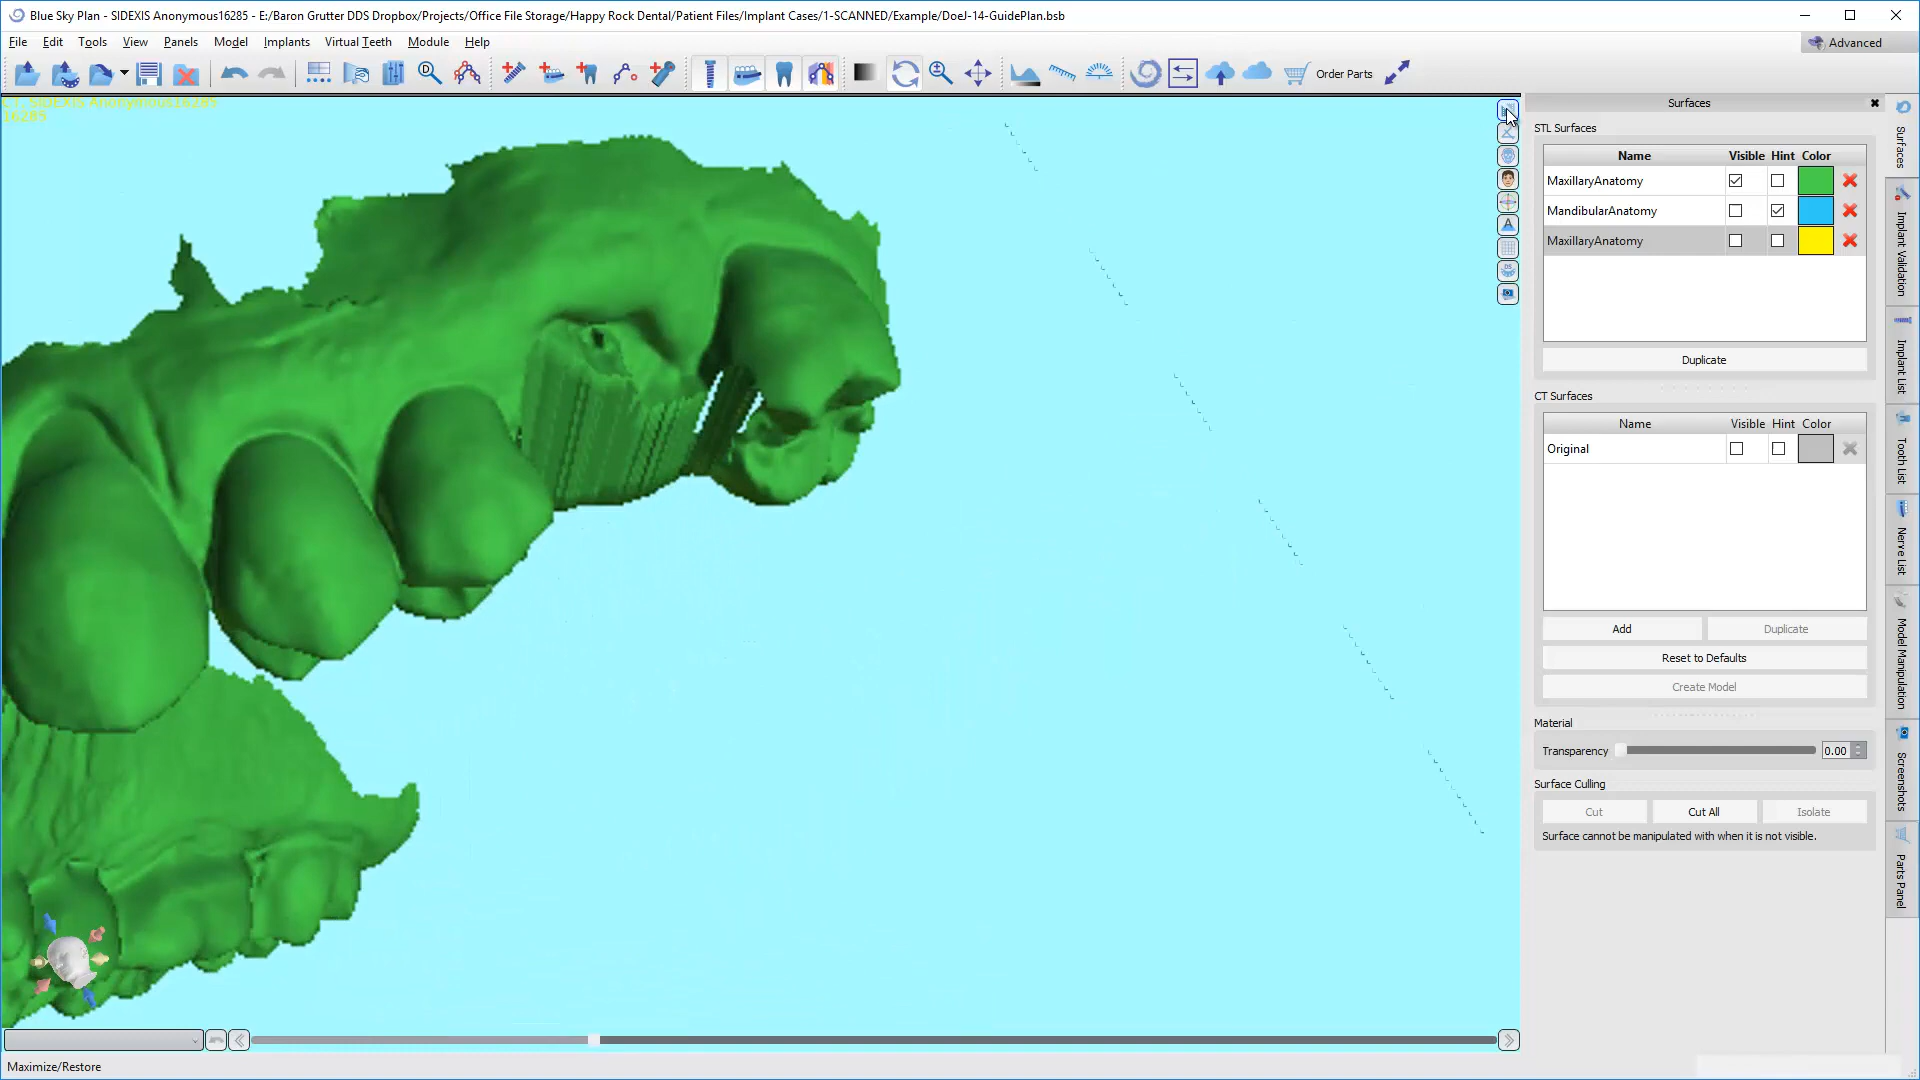 Blue Sky Plan - SIDEXIS Anonymous16285 - E:/Baron Grutter DDS Dropbox/Projects/Office File Storage/Happy Rock Dental/Patient Files/Implant Cases/1-SCANNED/Example/DoeJ-14-GuidePlan.bsb
File Edit Tools View Panels Model Implants Virtual Teeth Module Help
Advanced
Order Parts
CT, SIDEXIS Anonymous16285
16285
Surfaces
STL Surfaces
Name Visible Hint Color
MaxillaryAnatomy
MandibularAnatomy
MaxillaryAnatomy
Duplicate
CT Surfaces
Name Visible Hint Color
Original
Add Duplicate
Reset to Defaults
Create Model
Material
Transparency 0.00
Surface Culling
Cut Cut All Isolate
Surface cannot be manipulated with when it is not visible.
Surfaces
Implant Validation
Implant List
Tooth List
Nerve List
Model Manipulation
Screenshots
Parts Panel
Maximize/Restore